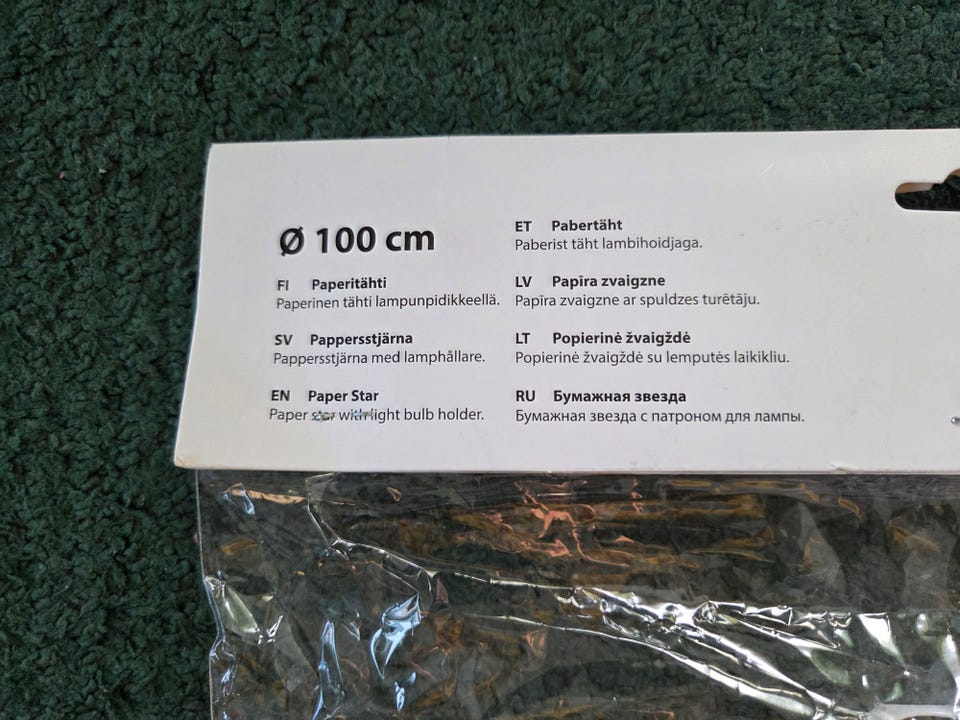 Ø 100 cm
FI Paperitähti
Paperinen tähti lampunpidikkeellä.
SV Pappersstjärna
Pappersstjärna med lamphållare.
EN Paper Star
Paper star with light bulb holder.
ET Pabertäht
Paberist täht lambihoidjaga.
LV Papīra zvaigzne
Papīra zvaigzne ar spuldzes turētāju.
LT Popierinė žvaigždė
Popierinė žvaigždė su lemputės laikikliu.
RU Бумажная звезда
Бумажная звезда с патроном для лампы.